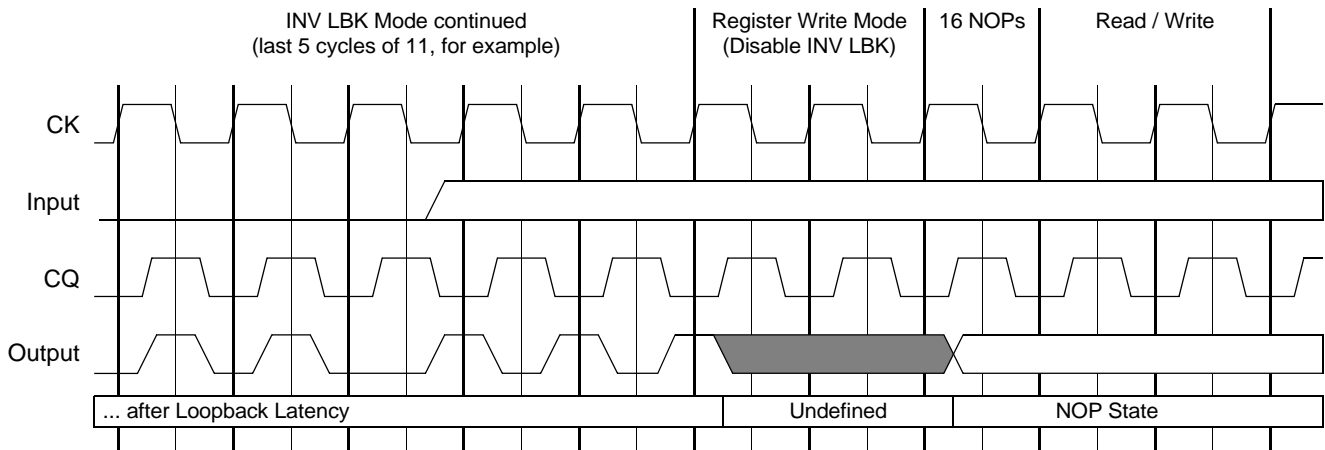 INV LBK Mode continued
(last 5 cycles of 11, for example)
Register Write Mode
(Disable INV LBK)
16 NOPs
Read / Write
CK
Input
CQ
Output
... after Loopback Latency
Undefined
NOP State